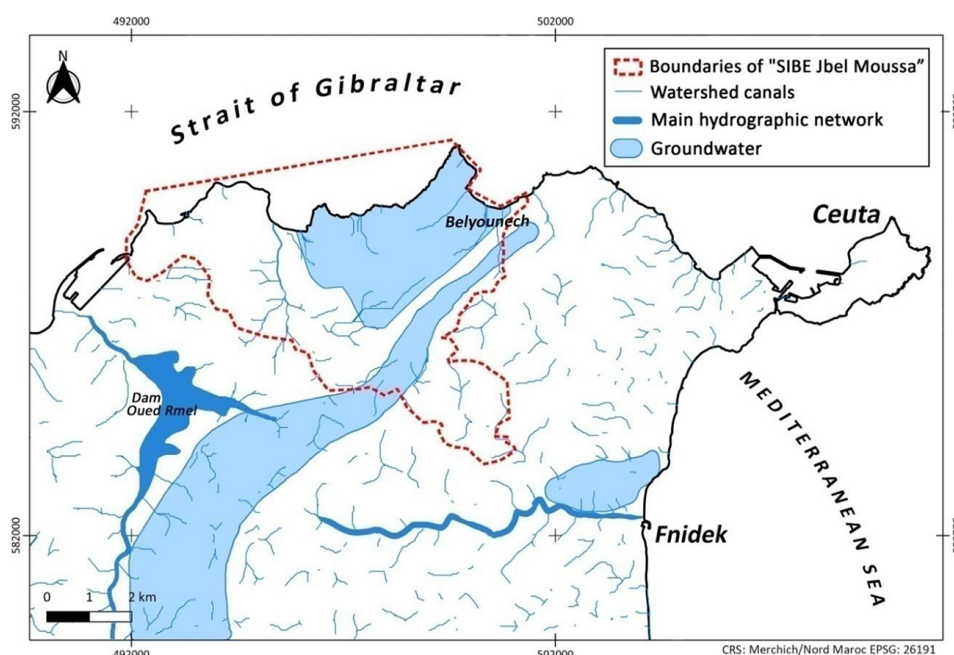 492000
502000
N
592000
Strait of Gibraltar
Boundaries of "SIBE Jbel Moussa”
Watershed canals
Main hydrographic network
Groundwater
Ceuta
Belyounech
Dam
Oued Rmel
MEDITERRANEAN SEA
Fnidek
582000
0 1 2 km
492000
502000
CRS: Merchich/Nord Maroc EPSG: 26191